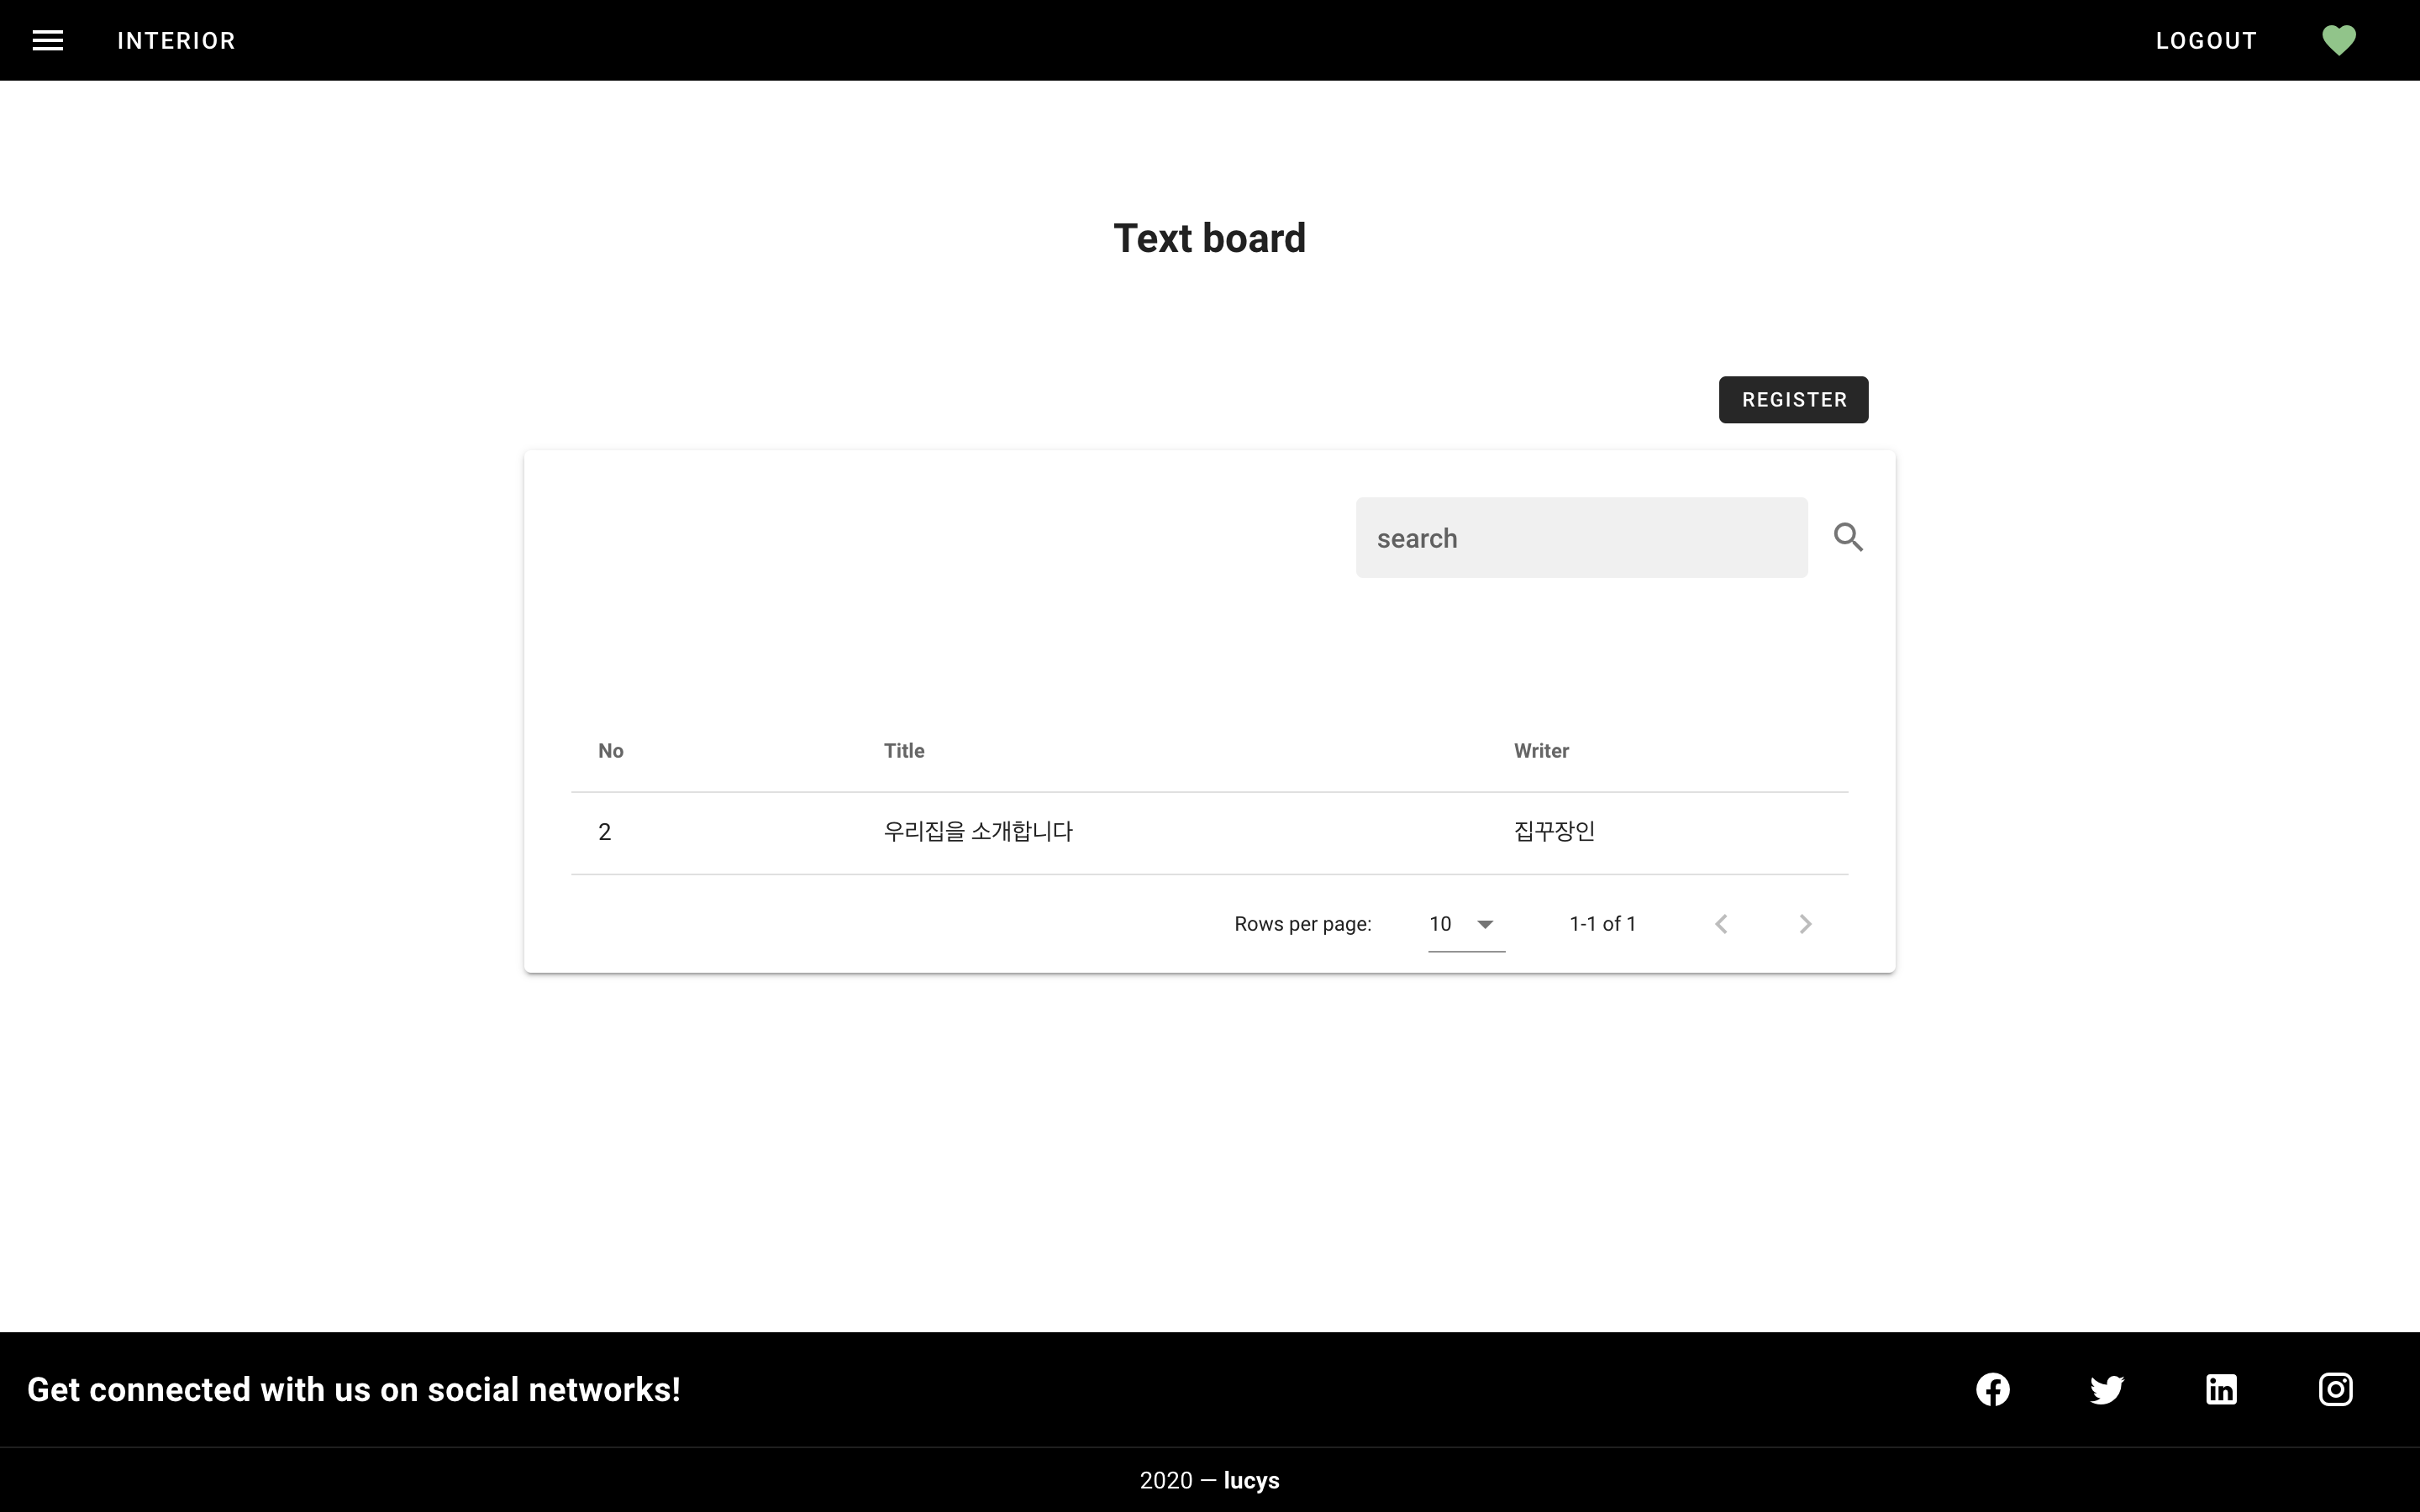 INTERIOR LOGOUT
Text board
REGISTER
search
No Title Writer
2 우리집을 소개합니다 집꾸장인
Rows per page: 10 1-1 of 1
Get connected with us on social networks!
2020 — lucys